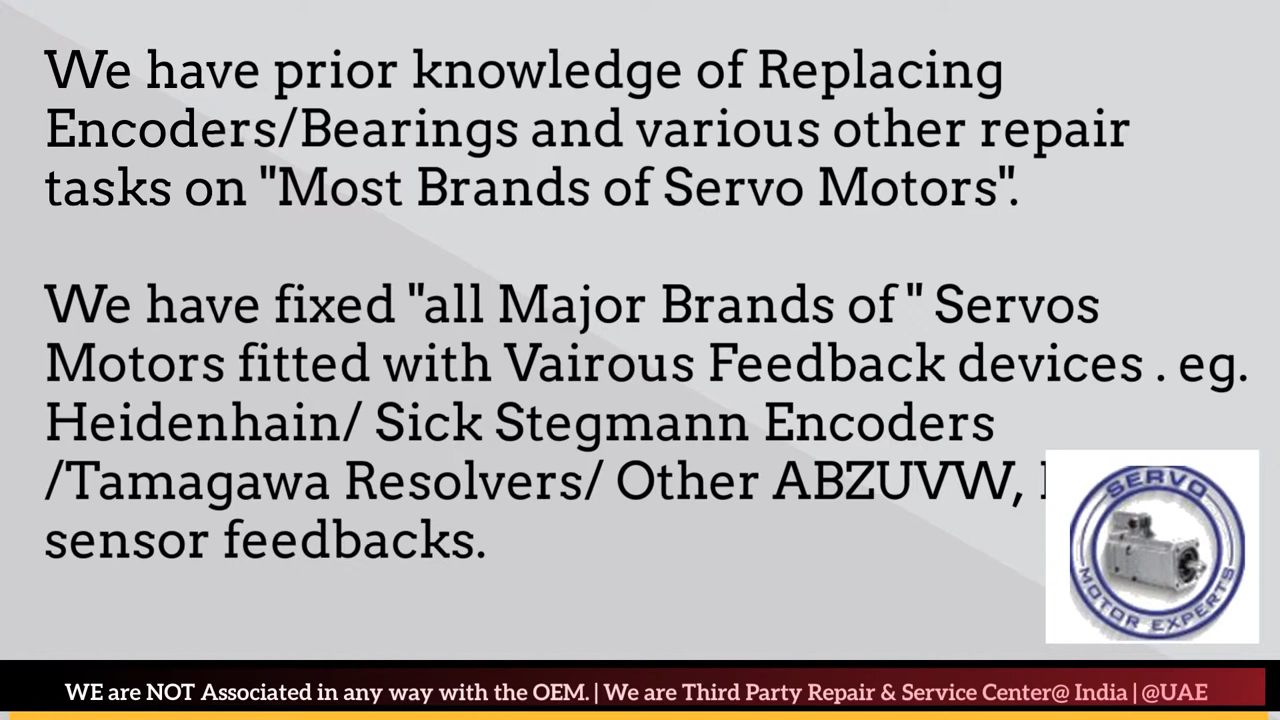 We have prior knowledge of Replacing
Encoders/Bearings and various other repair
tasks on "Most Brands of Servo Motors".
We have fixed "all Major Brands of " Servos
Motors fitted with Vairous Feedback devices . eg.
Heidenhain/ Sick Stegmann Encoders
/Tamagawa Resolvers/ Other ABZUVW,
sensor feedbacks.
SERVO
MOTOR EXPERTS
WE are NOT Associated in any way with the OEM. | We are Third Party Repair & Service Center@ India | @UAE